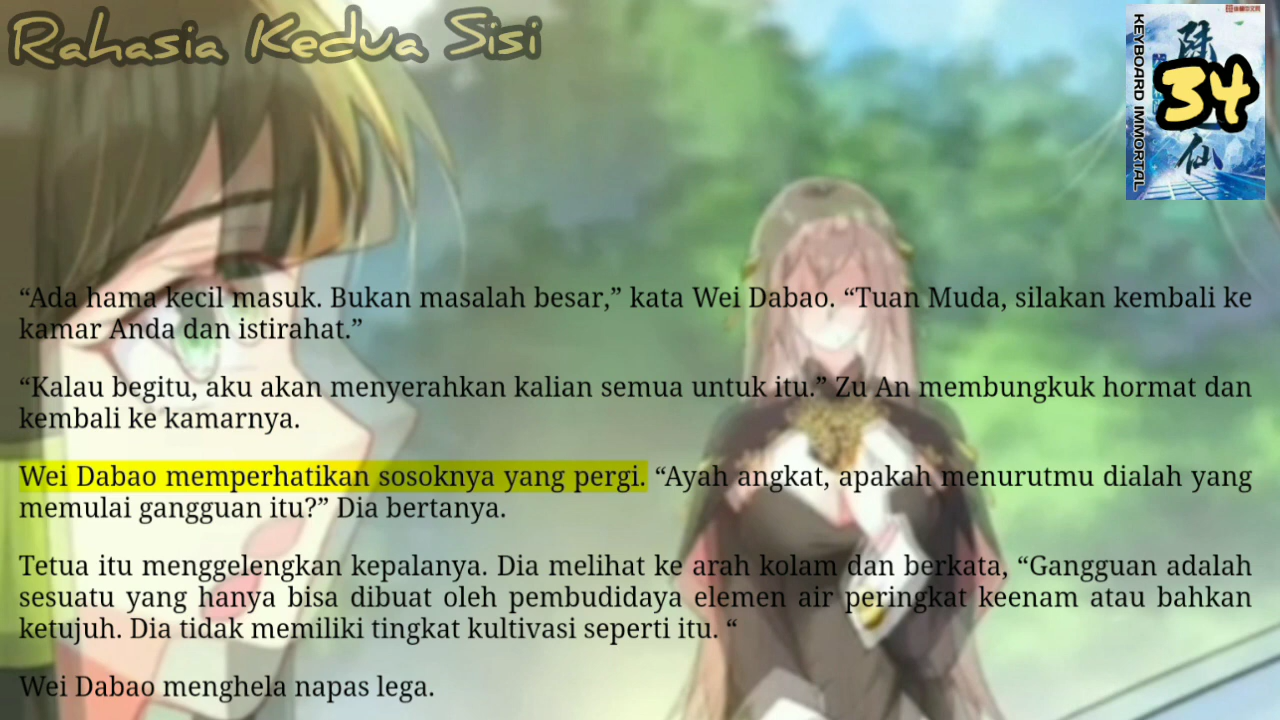 Rahasia Kedua Sisi
34
KEYBOARD IMMORTAL
仙
“Ada hama kecil masuk. Bukan masalah besar,” kata Wei Dabao. “Tuan Muda, silakan kembali ke
kamar Anda dan istirahat.”
“Kalau begitu, aku akan menyerahkan kalian semua untuk itu.” Zu An membungkuk hormat dan
kembali ke kamarnya.
Wei Dabao memperhatikan sosoknya yang pergi. “Ayah angkat, apakah menurutmu dialah yang
memulai gangguan itu?” Dia bertanya.
Tetua itu menggelengkan kepalanya. Dia melihat ke arah kolam dan berkata, “Gangguan adalah
sesuatu yang hanya bisa dibuat oleh pembudidaya elemen air peringkat keenam atau bahkan
ketujuh. Dia tidak memiliki tingkat kultivasi seperti itu. “
Wei Dabao menghela napas lega.